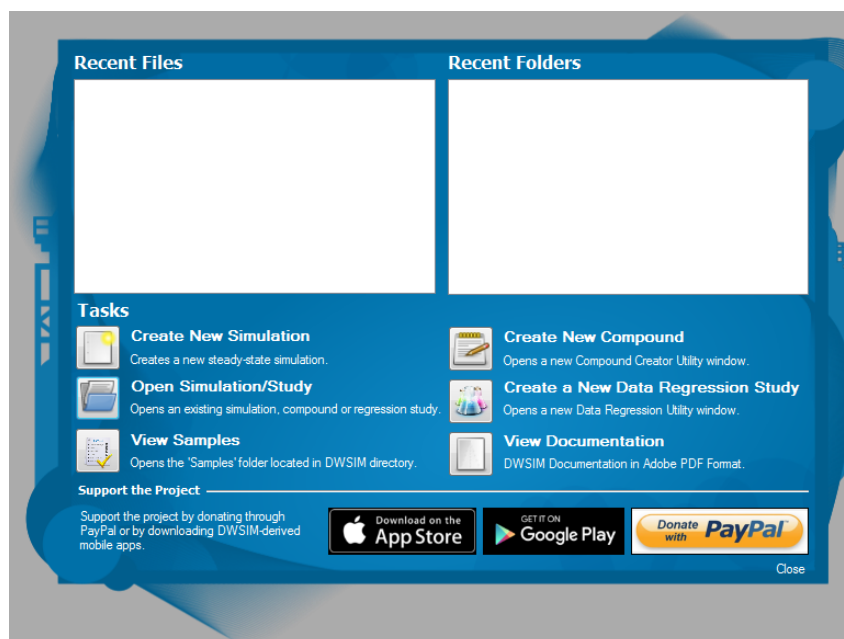 Recent Files
Recent Folders
Tasks
Create New Simulation
Creates a new steady-state simulation.
Create New Compound
Opens a new Compound Creator Utility window.
Open Simulation/Study
Opens an existing simulation, compound or regression study.
Create a New Data Regression Study
Opens a new Data Regression Utility window.
View Samples
Opens the 'Samples' folder located in DWSIM directory.
View Documentation
DWSIM Documentation in Adobe PDF Format.
Support the Project
Support the project by donating through
PayPal or by downloading DWSIM-derived
mobile apps.
Download on the
App Store
GET IT ON
Google Play
Donate
with
PayPal
Close